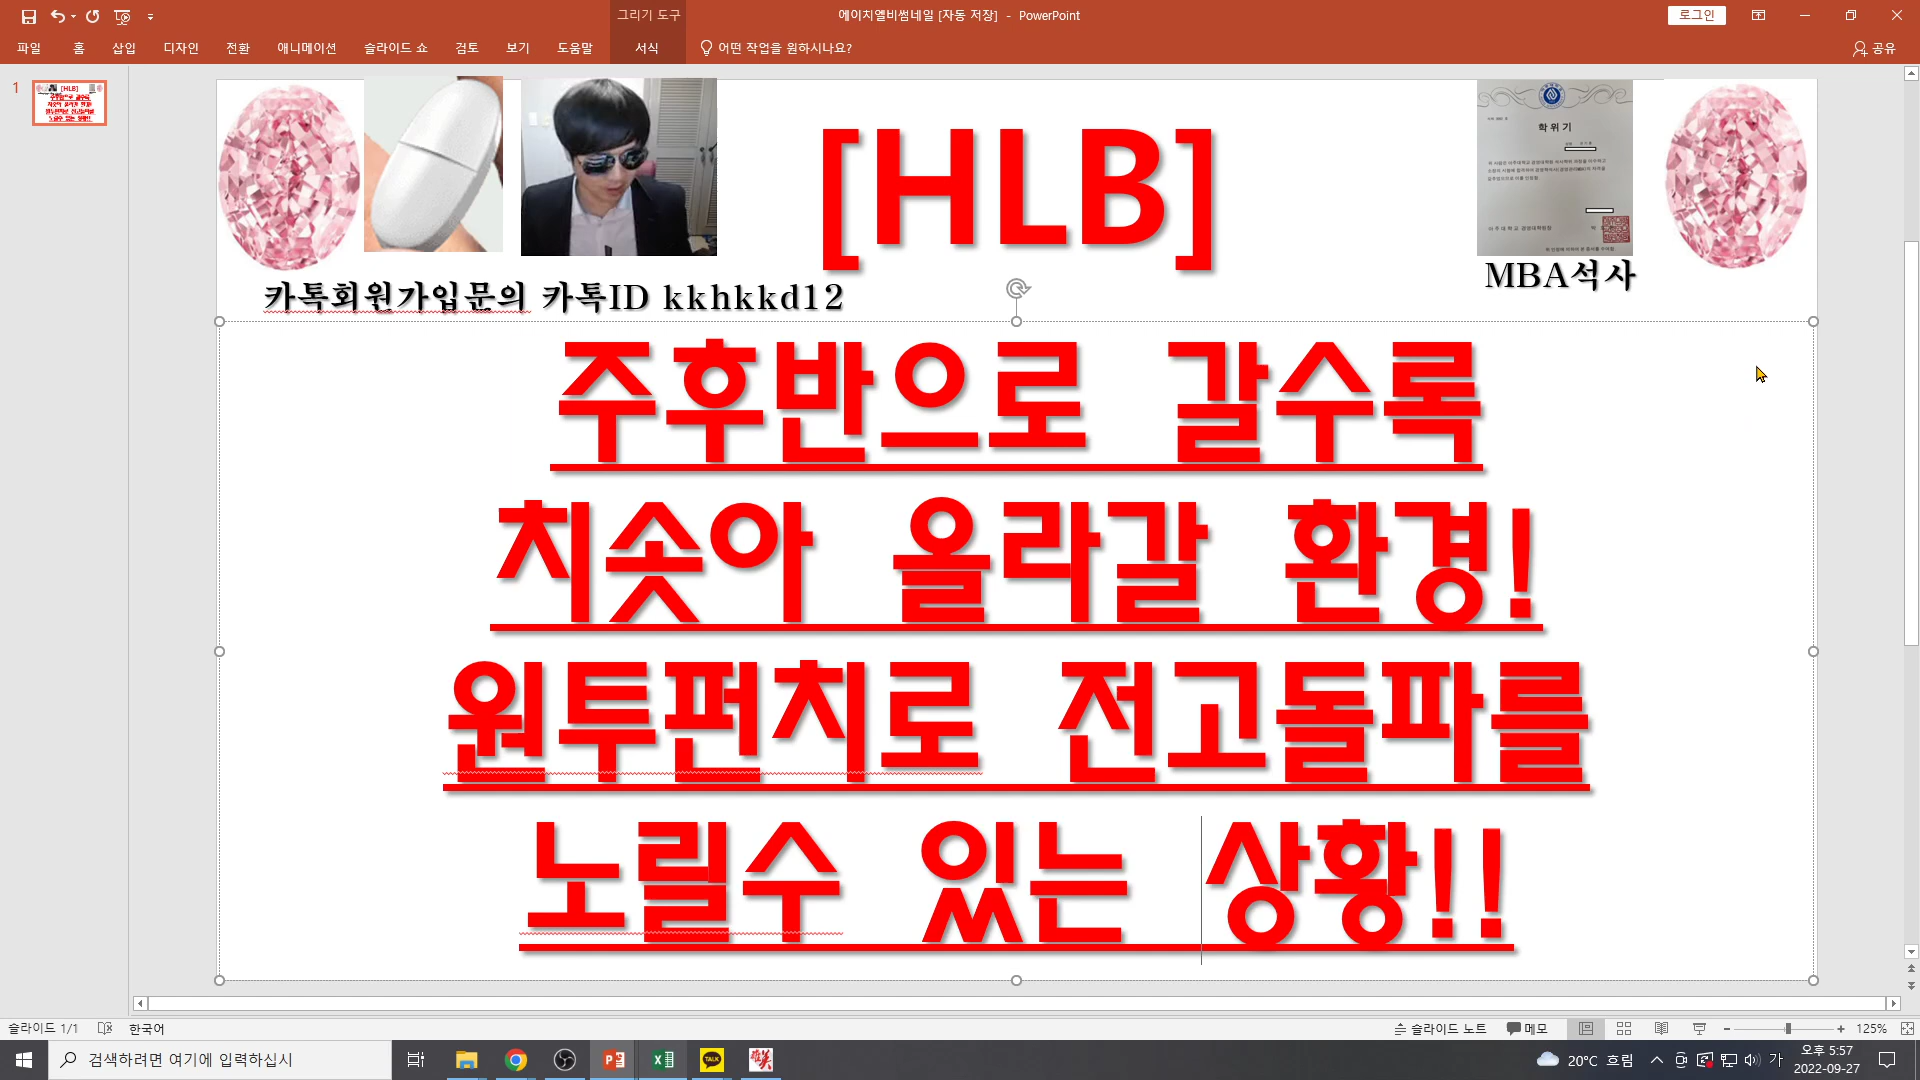 그리기 도구
에이치앨비썸네일 [자동 저장] - PowerPoint
로그인
파일 홈 삽입 디자인 전환 애니메이션 슬라이드 쇼 검토 보기 도움말 서식 어떤 작업을 원하시나요? 공유
1
[HLB]
학위기
MBA석사
카톡회원가입문의 카톡ID kkhkkd12
주후반으로 갈수록
치솟아 올라갈 환경!
원투펀치로 전고돌파를
노릴수 있는 상황!!
슬라이드 1/1 한국어 슬라이드 노트 메모 125%
검색하려면 여기에 입력하십시
TALK
20°C 흐림 가 오후 5:57
2022-09-27